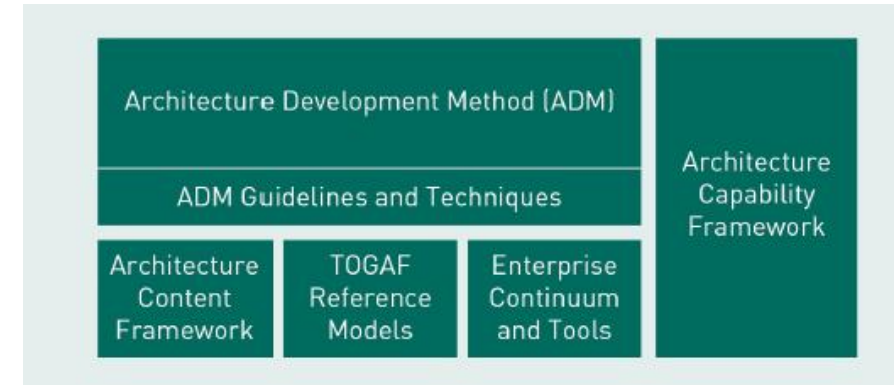 Architecture Development Method (ADM)
ADM Guidelines and Techniques
Architecture
Content
Framework
TOGAF
Reference
Models
Enterprise
Continuum
and Tools
Architecture
Capability
Framework